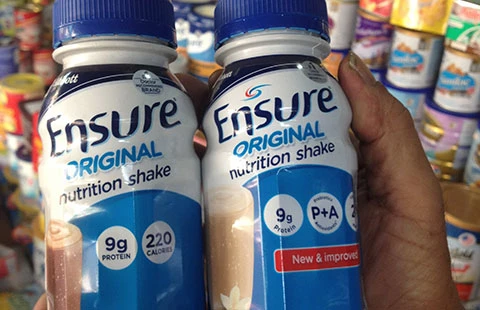 Ensure
ORIGINAL
nutrition shake
9g
PROTEIN
220
CALORIES
Ensure
ORIGINAL
nutrition shake
9g
Protein
P+A
New & improved